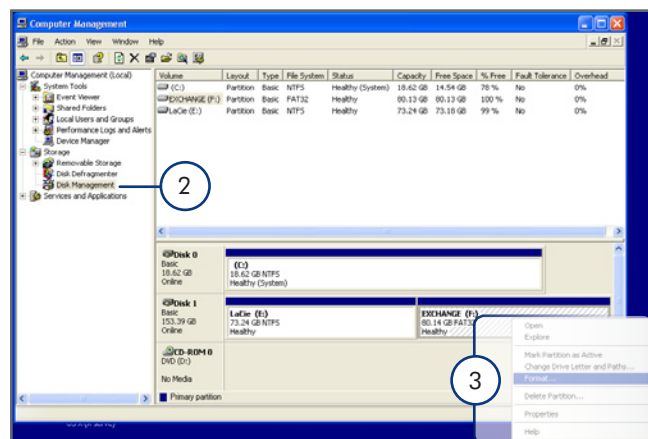 Computer Management
File Action View Window Help
Computer Management (Local)
System Tools
Event Viewer
Shared Folders
Local Users and Groups
Performance Logs and Alerts
Device Manager
Storage
Removable Storage
Disk Defragmenter
Disk Management
Services and Applications
2
Volume Layout Type File System Status Capacity Free Space % Free Fault Tolerance Overhead
(C:) Partition Basic NTFS Healthy (System) 18.62 GB 14.54 GB 78 % No 0%
EXCHANGE (F:) Partition Basic FAT32 Healthy 80.13 GB 80.13 GB 100 % No 0%
LaCie (E:) Partition Basic NTFS Healthy 73.24 GB 73.18 GB 99 % No 0%
Disk 0
Basic
18.62 GB
Online
(C:)
18.62 GB NTFS
Healthy (System)
Disk 1
Basic
153.39 GB
Online
LaCie (E:)
73.24 GB NTFS
Healthy
EXCHANGE (F:)
80.14 GB FAT32
Healthy
CD-ROM 0
DVD (D:)
No Media
Primary partition
3
Open
Explore
Mark Partition as Active
Change Drive Letter and Paths...
Format...
Delete Partition...
Properties
Help